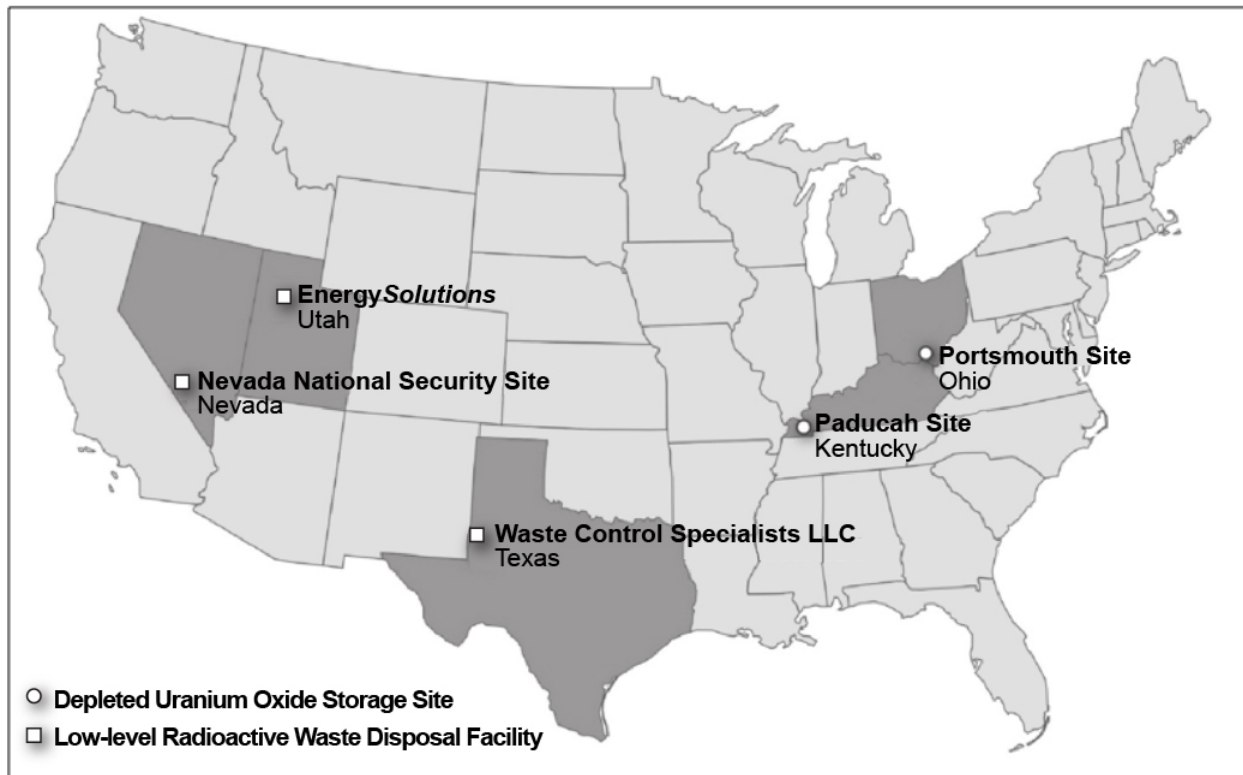 EnergySolutions
Utah
Nevada National Security Site
Nevada
Portsmouth Site
Ohio
Paducah Site
Kentucky
Waste Control Specialists LLC
Texas
Depleted Uranium Oxide Storage Site
Low-level Radioactive Waste Disposal Facility